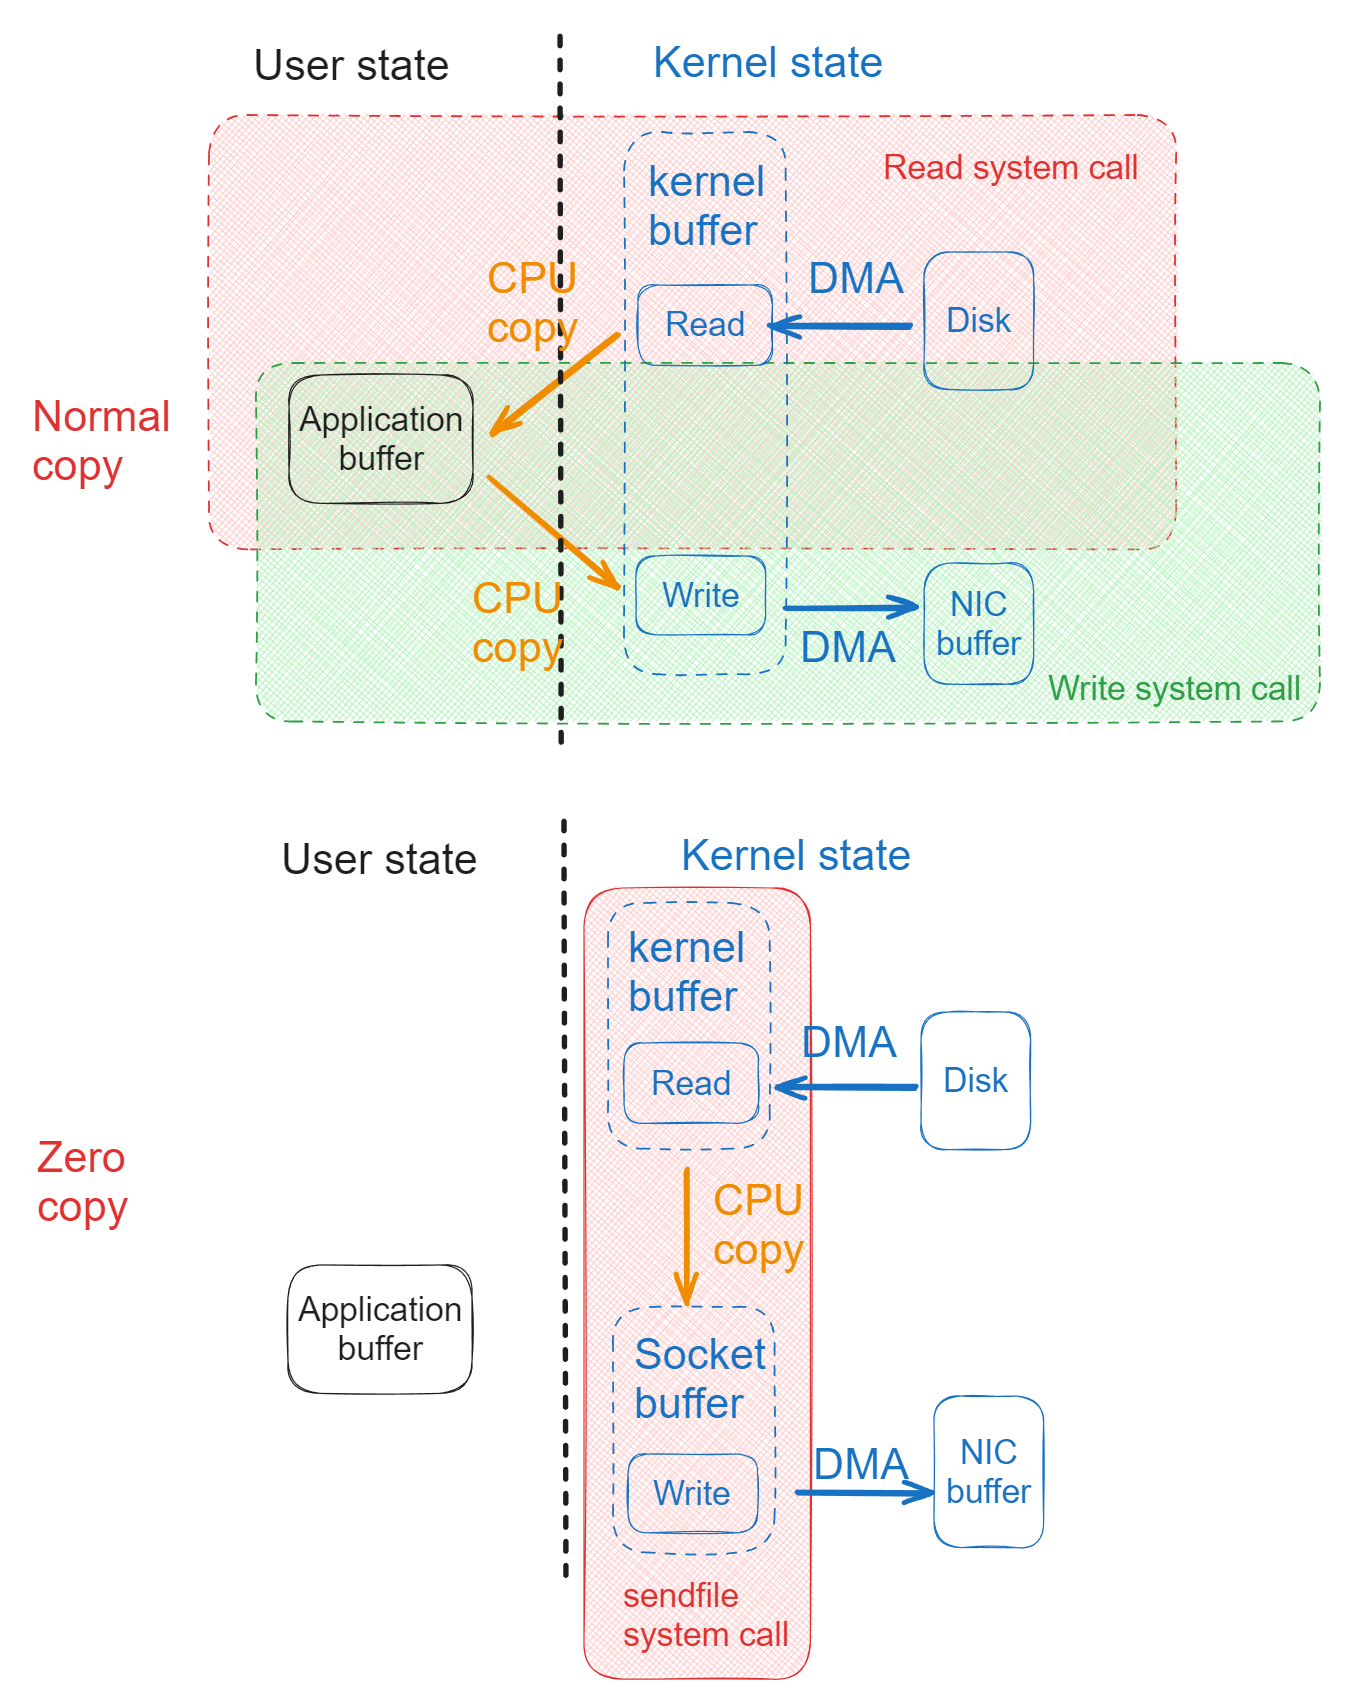 User state
Kernel state
Read system call
kernel
buffer
CPU
copy
DMA
Read
Disk
Normal
copy
Application
buffer
CPU
copy
Write
DMA
NIC
buffer
Write system call
User state
Kernel state
kernel
buffer
DMA
Read
Disk
Zero
copy
CPU
copy
Application
buffer
Socket
buffer
DMA
Write
NIC
buffer
sendfile
system call